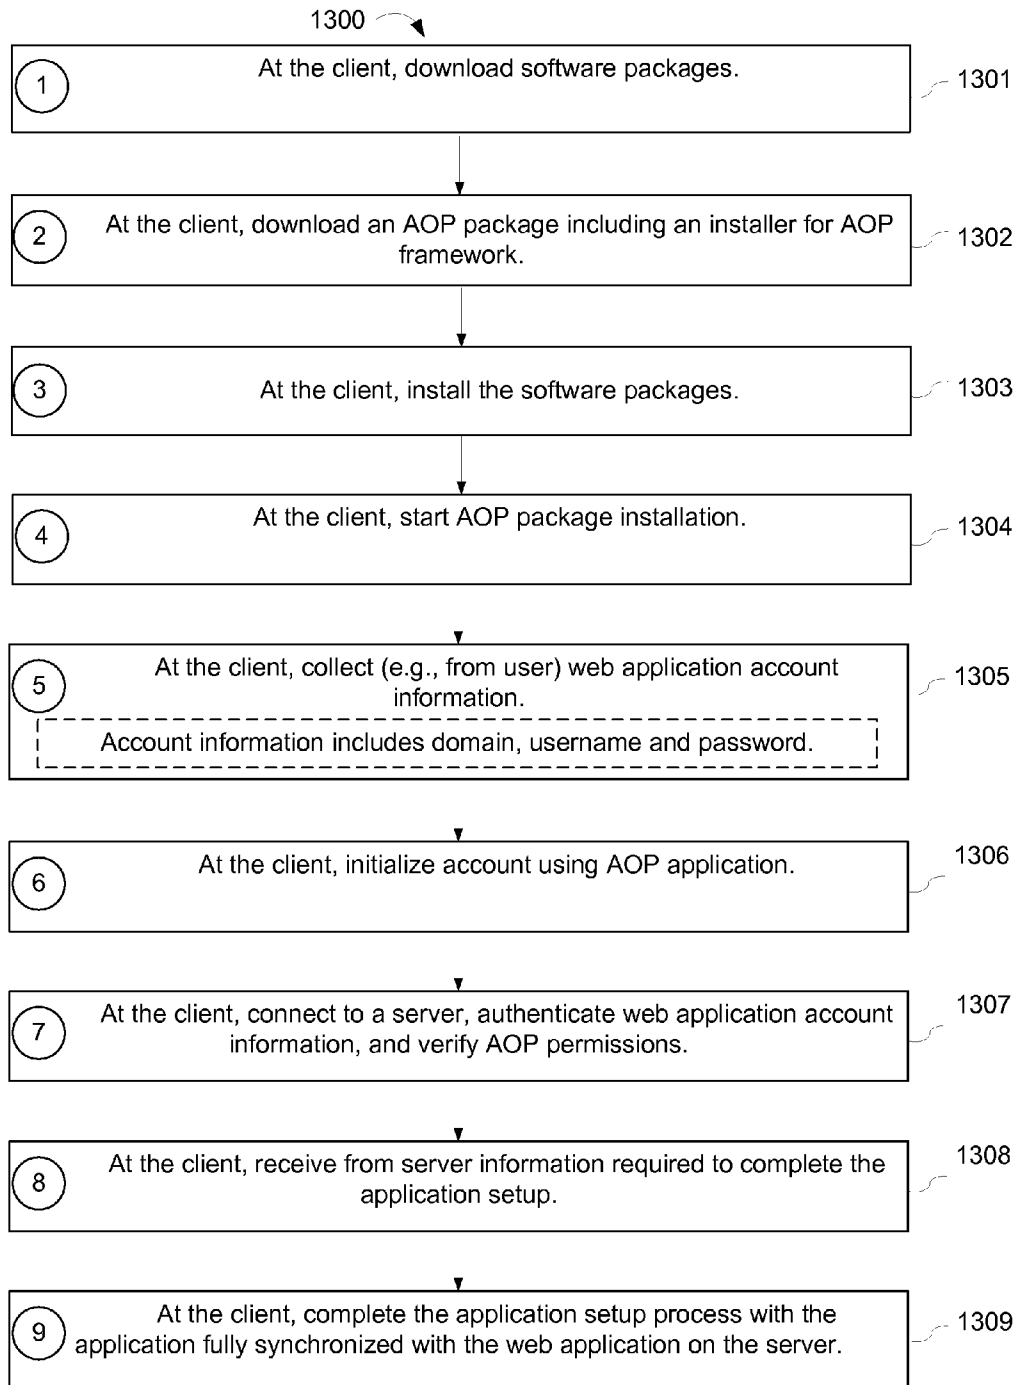 1300
1
At the client, download software packages.
1301
2
At the client, download an AOP package including an installer for AOP
framework.
1302
3
At the client, install the software packages.
1303
4
At the client, start AOP package installation.
1304
5
At the client, collect (e.g., from user) web application account
information.
Account information includes domain, username and password.
1305
6
At the client, initialize account using AOP application.
1306
7
At the client, connect to a server, authenticate web application account
information, and verify AOP permissions.
1307
8
At the client, receive from server information required to complete the
application setup.
1308
9
At the client, complete the application setup process with the
application fully synchronized with the web application on the server.
1309